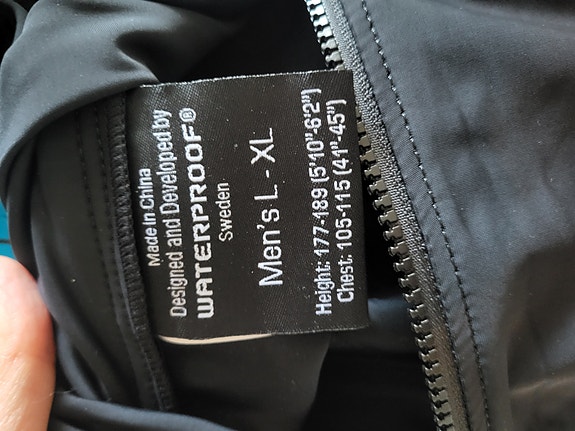 Made in China
Designed and Developed by
WATERPROOF®
Sweden
Men's L - XL
Height: 177-189 (5'10"-6'2")
Chest: 105-115 (41"-45")